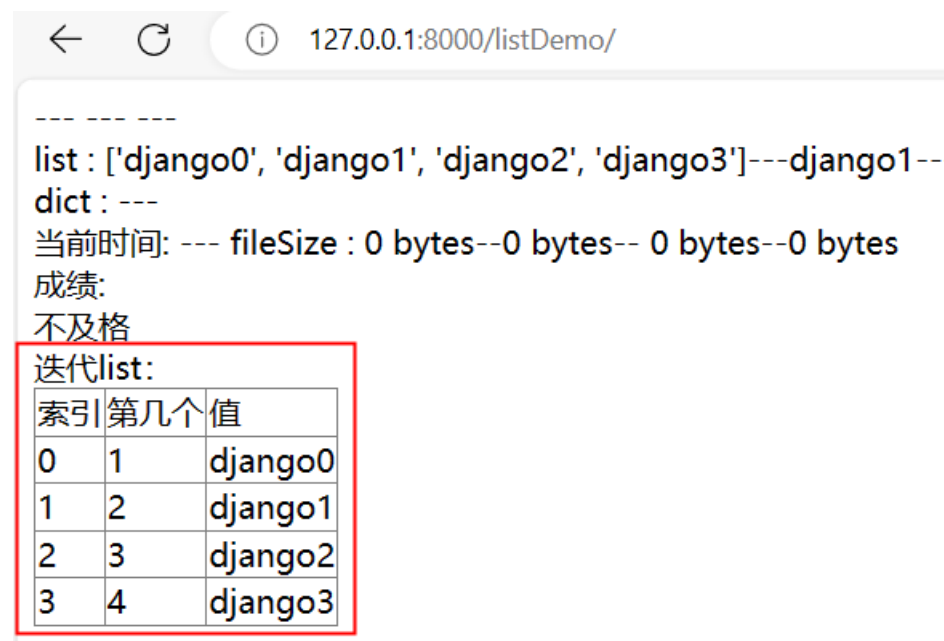 127.0.0.1:8000/listDemo/
--- --- ---
list : ['django0', 'django1', 'django2', 'django3']---django1--
dict : ---
当前时间: --- fileSize : 0 bytes--0 bytes-- 0 bytes--0 bytes
成绩:
不及格
迭代list：
索引 第几个 值
0 1 django0
1 2 django1
2 3 django2
3 4 django3